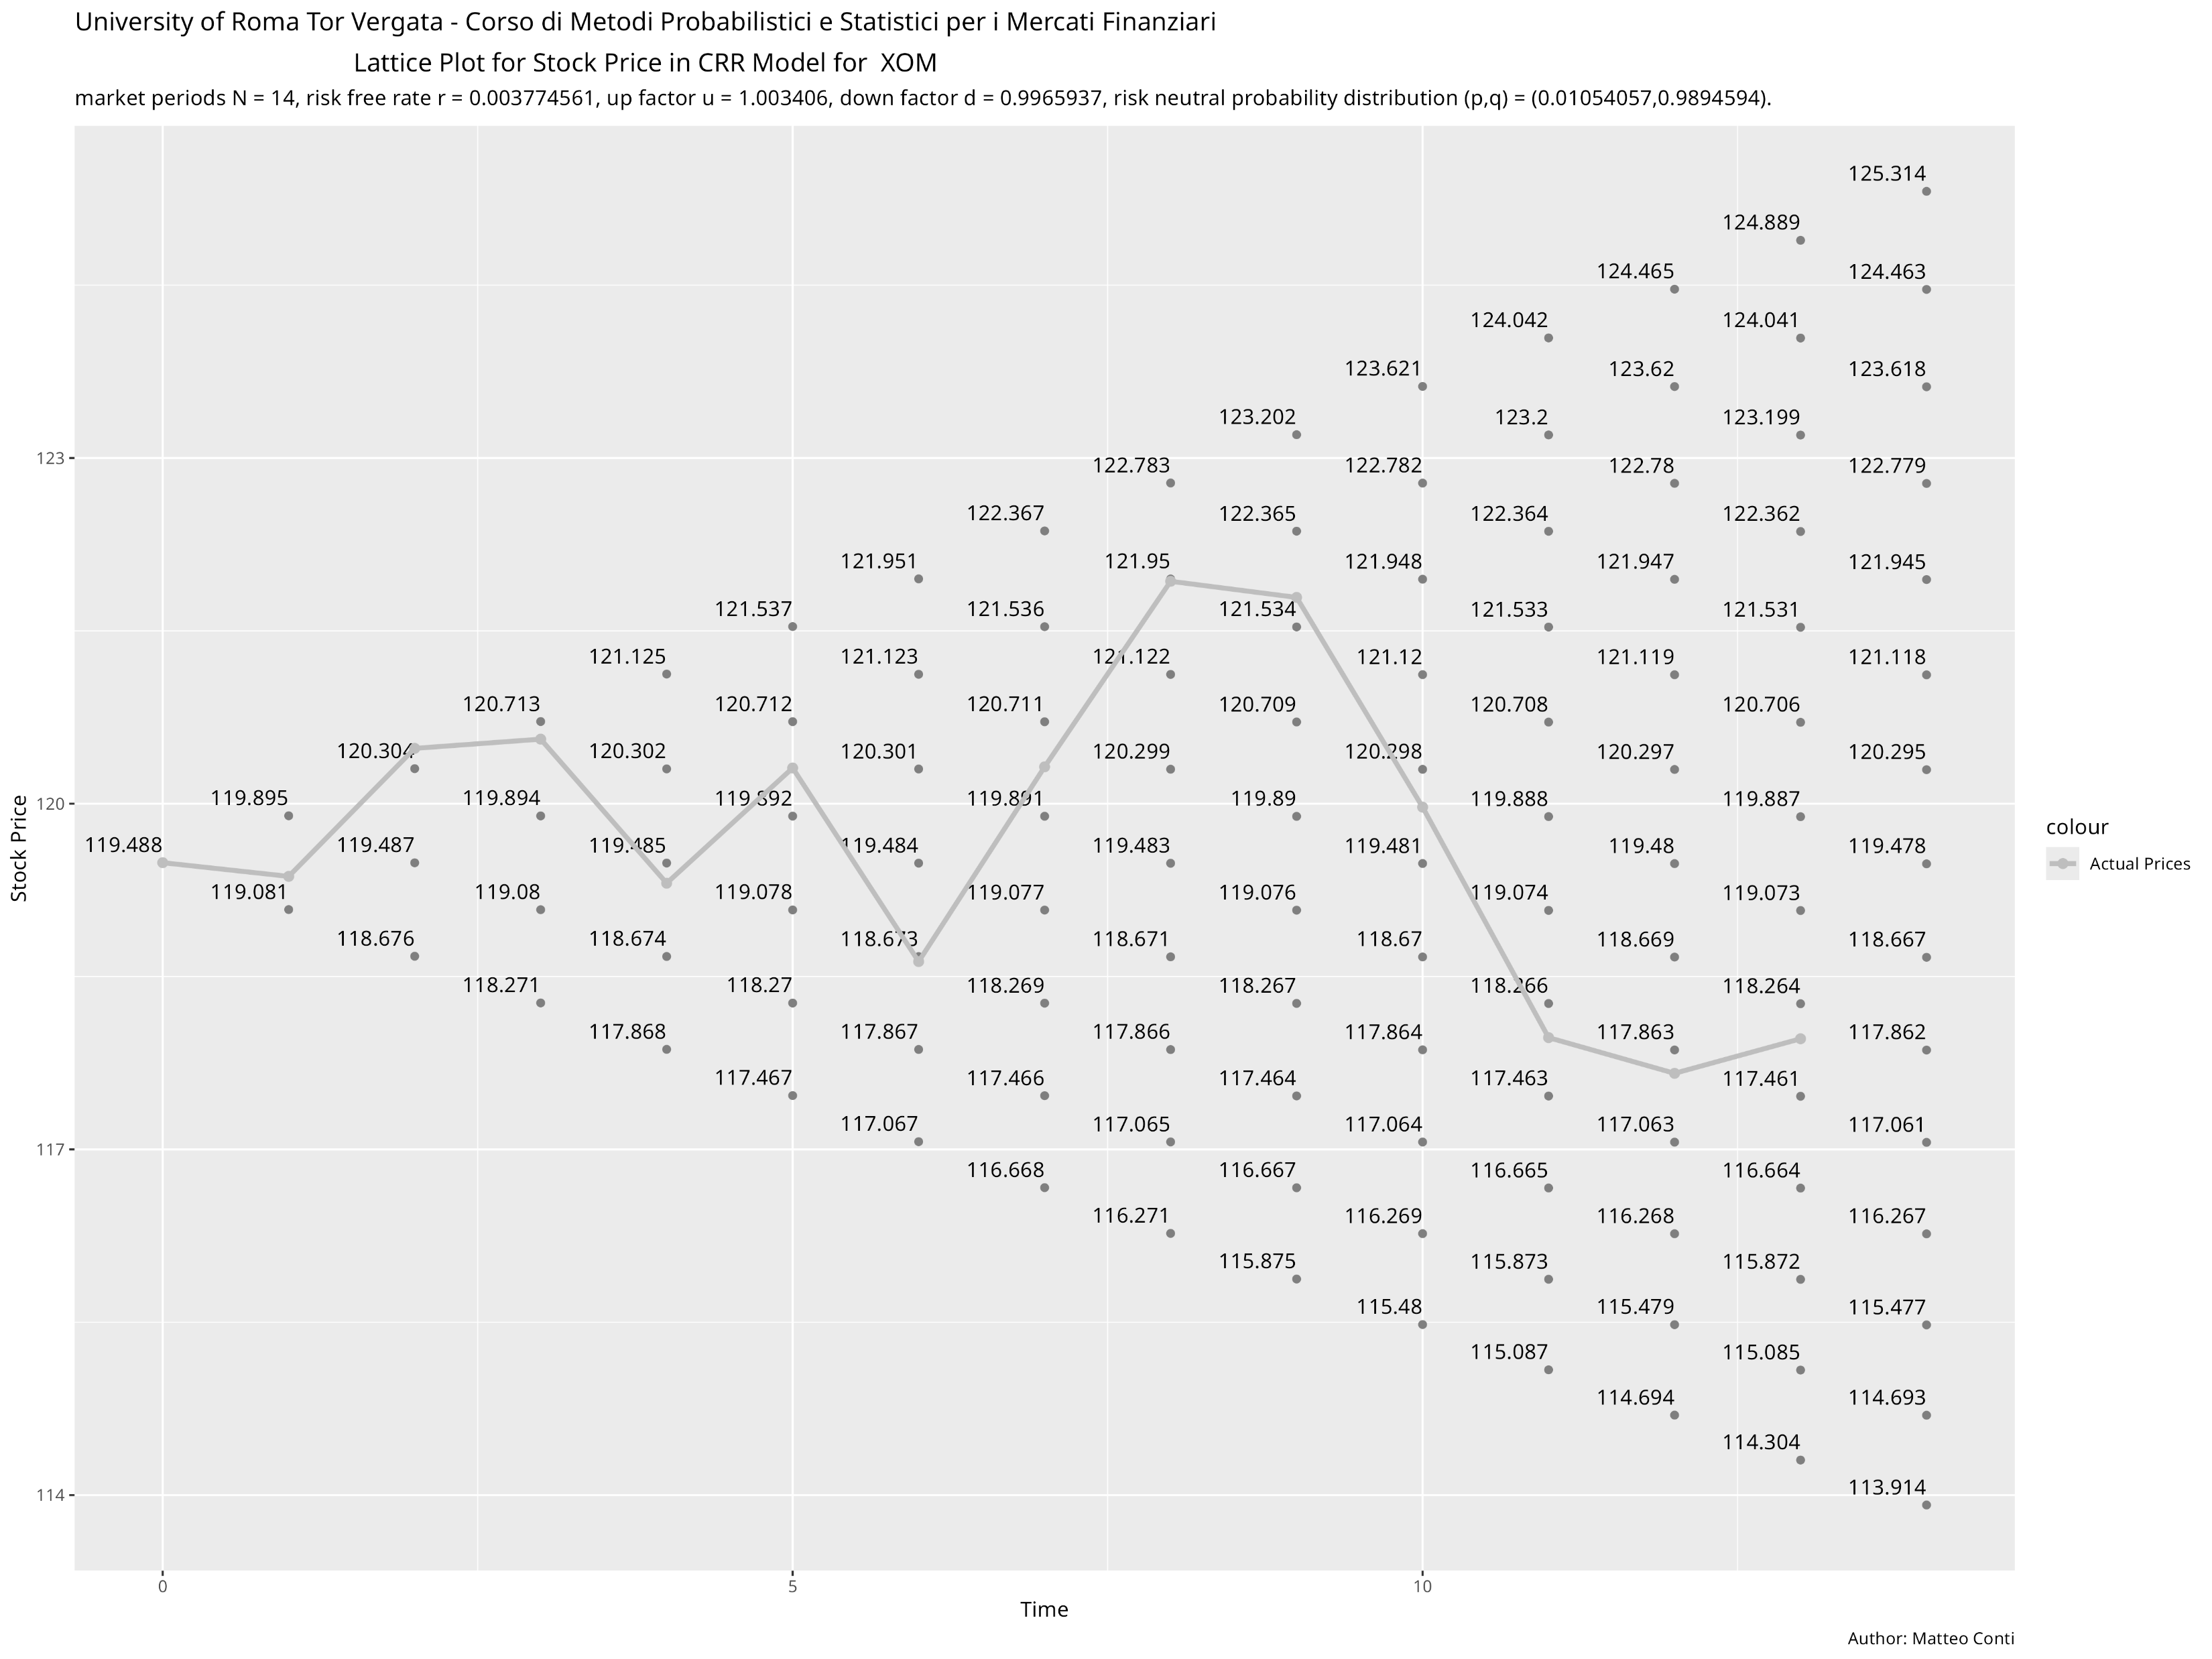 University of Roma Tor Vergata - Corso di Metodi Probabilistici e Statistici per i Mercati Finanziari
Lattice Plot for Stock Price in CRR Model for  XOM
market periods N = 14, risk free rate r = 0.003774561, up factor u = 1.003406, down factor d = 0.9965937, risk neutral probability distribution (p,q) = (0.01054057,0.9894594).
125.314
124.889
124.465 124.463
124.042 124.041
123.621 123.62 123.618
123.202 123.2 123.199
123
122.783 122.782 122.78 122.779
122.367 122.365 122.364 122.362
121.951 121.95 121.948 121.947 121.945
121.537 121.536 121.534 121.533 121.531
121.125 121.123 121.122 121.12 121.119 121.118
120.713 120.712 120.711 120.709 120.708 120.706
120.304 120.302 120.301 120.299 120.298 120.297 120.295
119.895 119.894 119.892 119.891 119.89 119.888 119.887
120
119.488 119.487 119.485 119.484 119.483 119.481 119.48 119.478
119.081 119.08 119.078 119.077 119.076 119.074 119.073
118.676 118.674 118.673 118.671 118.67 118.669 118.667
118.271 118.27 118.269 118.267 118.266 118.264
117.868 117.867 117.866 117.864 117.863 117.862
117.467 117.466 117.464 117.463 117.461
117.067 117.065 117.064 117.063 117.061
117
116.668 116.667 116.665 116.664
116.271 116.269 116.268 116.267
115.875 115.873 115.872
115.48 115.479 115.477
115.087 115.085
114.694 114.693
114.304
113.914
114
Stock Price
0 5 10
Time
colour
Actual Prices
Author: Matteo Conti